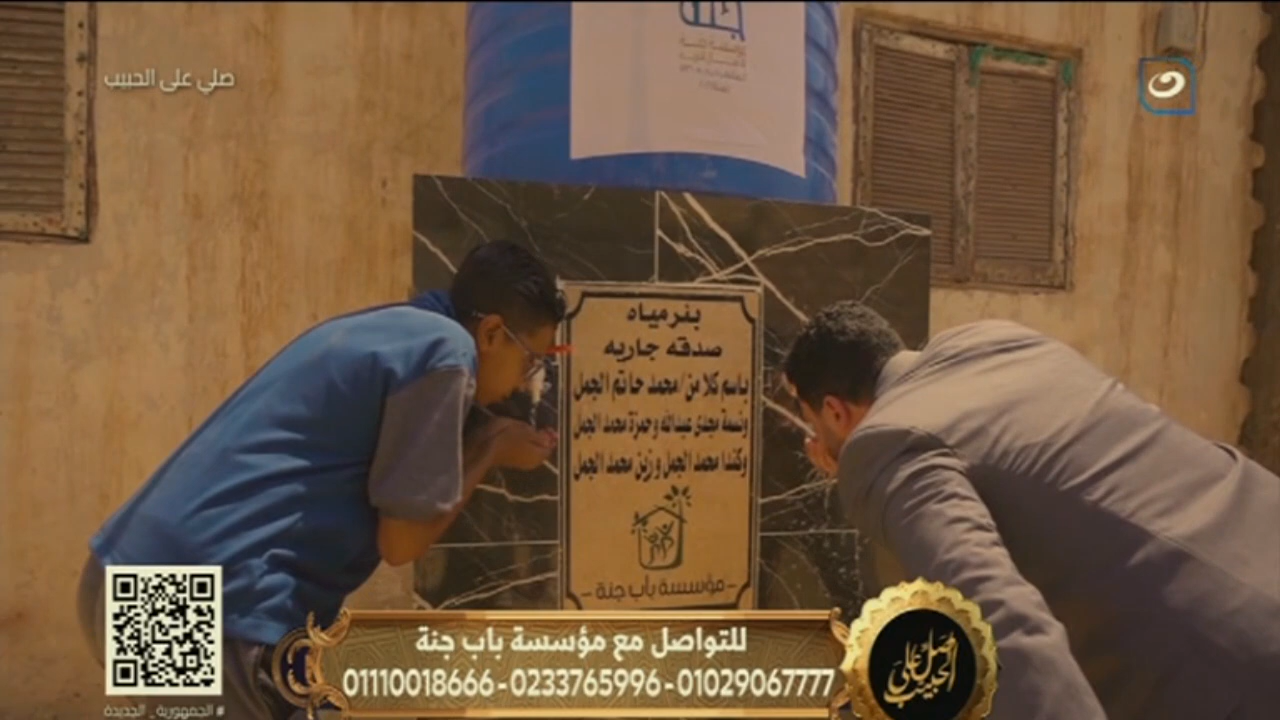 صلي على الحبيب
بئر مياه
صدقه جاريه
باسم كلا من/ محمد حاتم الجمل
ونسمة مجدى عبدالله وحمزة محمد الجمل
وكندا محمد الجمل وزين محمد الجمل
- مؤسسة باب جنة -
للتواصل مع مؤسسة باب جنة
01110018666 - 0233765996 - 01029067777
صل على الحبيب
# الجمهورية_الجديدة